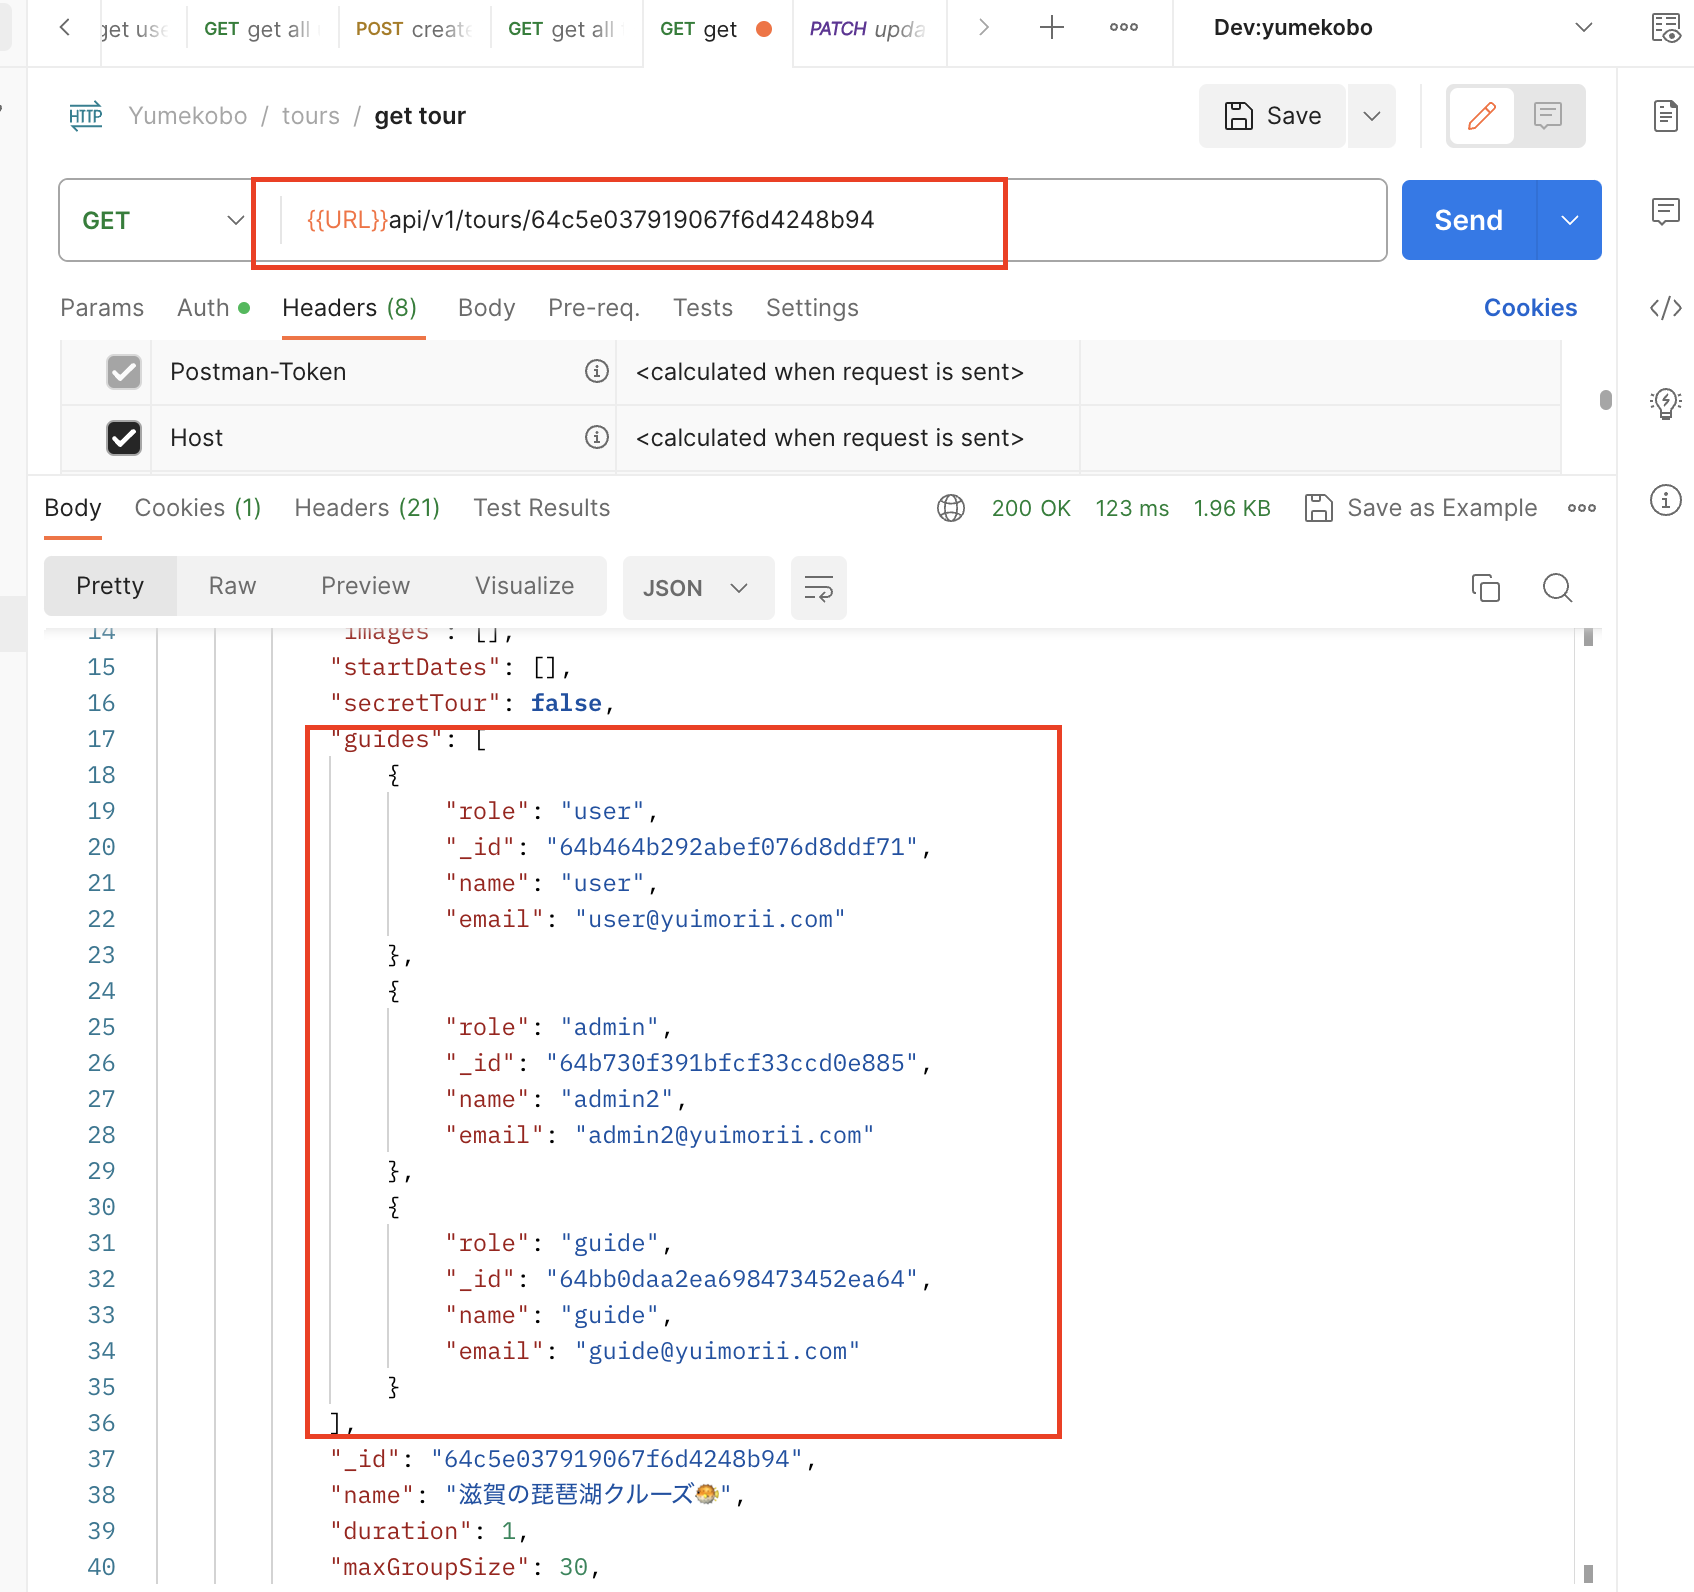 GET get all
POST create
GET get all
GET get
PATCH upda
Dev:yumekobo
HTTP
Yumekobo / tours / get tour
Save
GET
{{URL}}api/v1/tours/64c5e037919067f6d4248b94
Send
Params
Auth
Headers (8)
Body
Pre-req.
Tests
Settings
Cookies
Postman-Token
<calculated when request is sent>
Host
<calculated when request is sent>
Body
Cookies (1)
Headers (21)
Test Results
200 OK
123 ms
1.96 KB
Save as Example
Pretty
Raw
Preview
Visualize
JSON
14 "images": [],
15 "startDates": [],
16 "secretTour": false,
17 "guides": [
18 {
19 "role": "user",
20 "_id": "64b464b292abef076d8ddf71",
21 "name": "user",
22 "email": "user@yuimorii.com"
23 },
24 {
25 "role": "admin",
26 "_id": "64b730f391bfcf33ccd0e885",
27 "name": "admin2",
28 "email": "admin2@yuimorii.com"
29 },
30 {
31 "role": "guide",
32 "_id": "64bb0daa2ea698473452ea64",
33 "name": "guide",
34 "email": "guide@yuimorii.com"
35 }
36 ],
37 "_id": "64c5e037919067f6d4248b94",
38 "name": "滋賀の琵琶湖クルーズ🐡",
39 "duration": 1,
40 "maxGroupSize": 30,